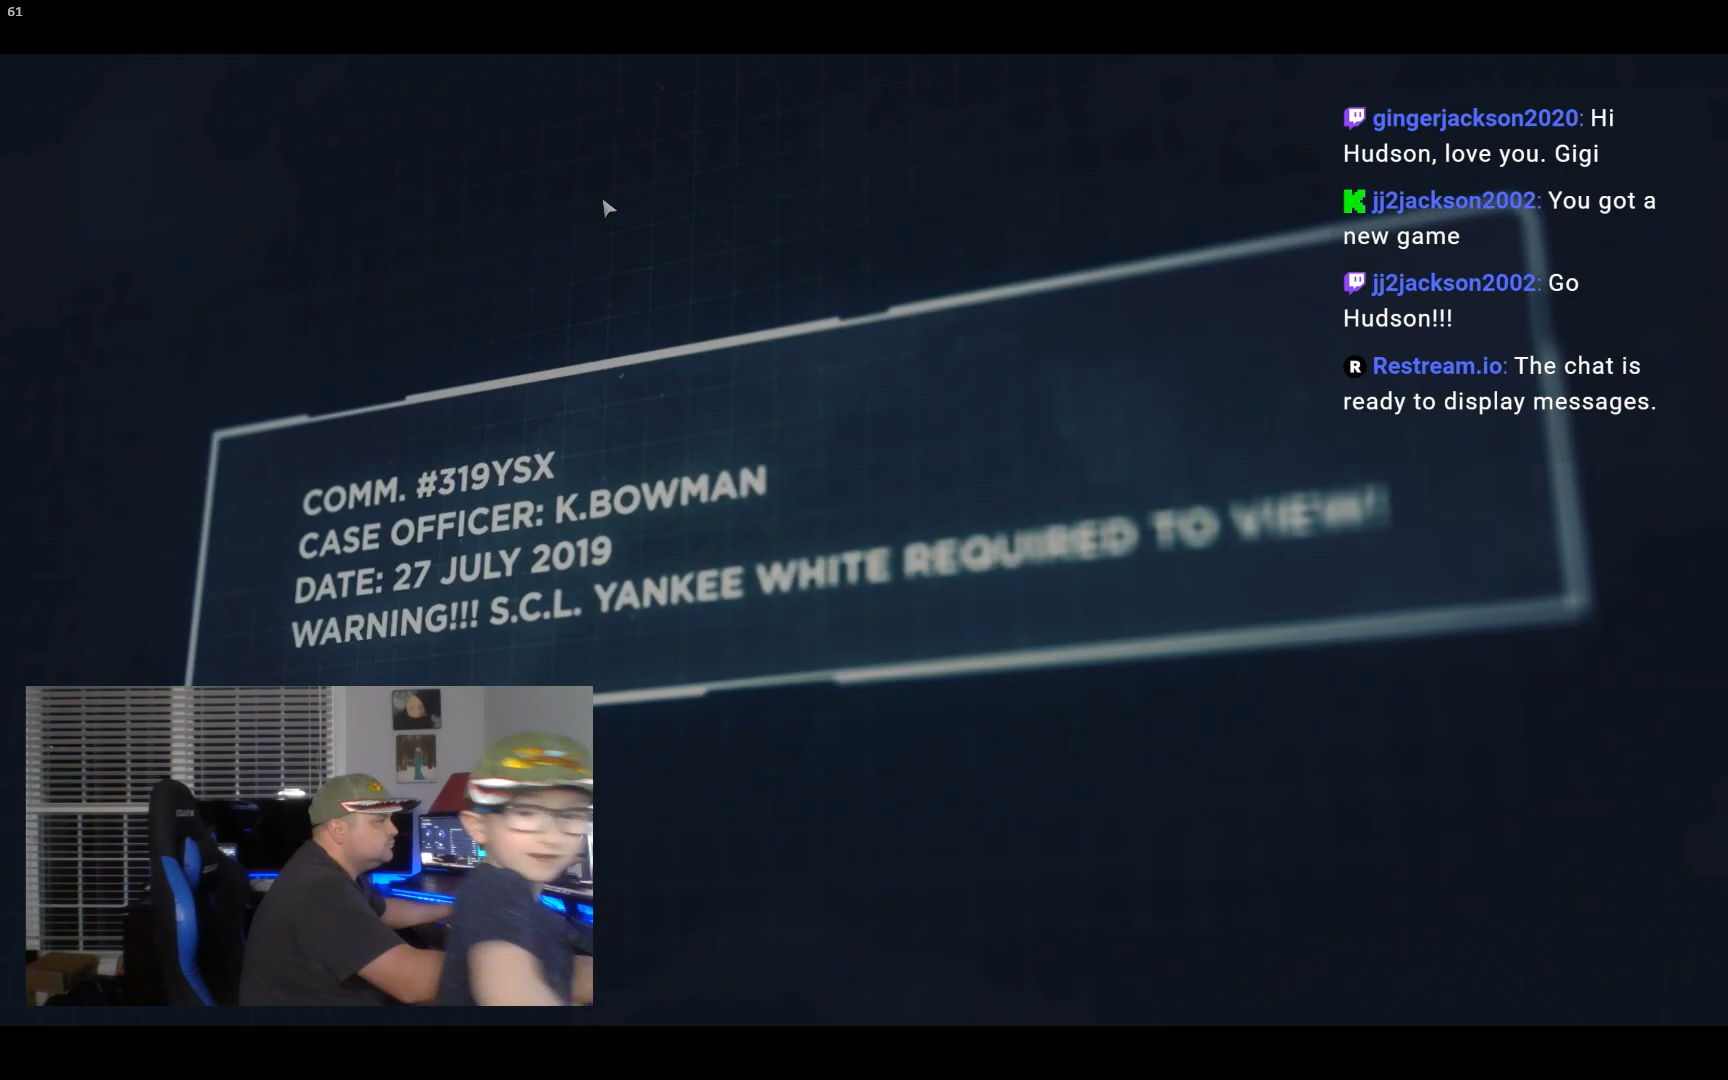 61
gingerjackson2020: Hi
Hudson, love you. Gigi
jj2jackson2002: You got a
new game
jj2jackson2002: Go
Hudson!!!
Restream.io: The chat is
ready to display messages.
COMM. #319YSX
CASE OFFICER: K.BOWMAN
DATE: 27 JULY 2019
WARNING!!! S.C.L. YANKEE WHITE REQUIRED TO VIEW!